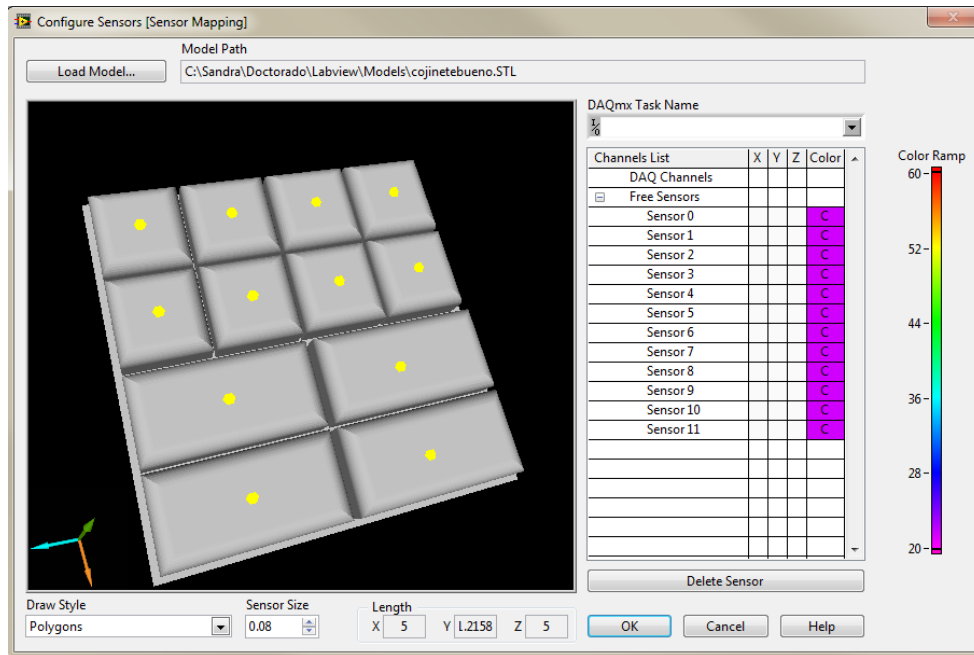 Configure Sensors [Sensor Mapping]
Model Path
Load Model...
C:\Sandra\Doctorado\Labview\Models\cojinetebueno.STL
DAQmx Task Name
I/O
Channels List X Y Z Color
DAQ Channels
Free Sensors
Sensor 0 C
Sensor 1 C
Sensor 2 C
Sensor 3 C
Sensor 4 C
Sensor 5 C
Sensor 6 C
Sensor 7 C
Sensor 8 C
Sensor 9 C
Sensor 10 C
Sensor 11 C
Color Ramp
60
52
44
36
28
20
Delete Sensor
Draw Style
Polygons
Sensor Size
0.08
Length
X 5 Y 1.2158 Z 5
OK
Cancel
Help